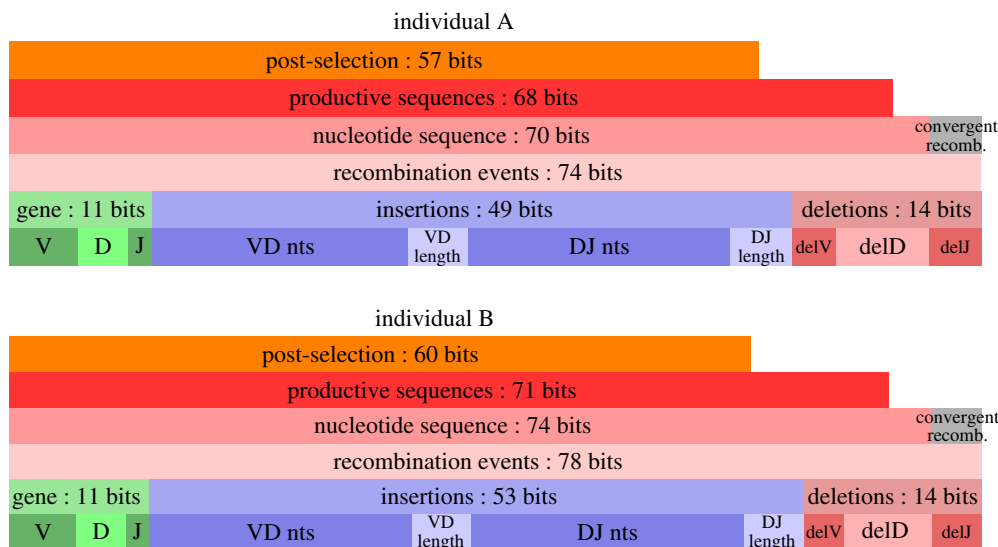 individual A
post-selection : 57 bits
productive sequences : 68 bits
nucleotide sequence : 70 bits
convergent
recomb.
recombination events : 74 bits
gene : 11 bits insertions : 49 bits deletions : 14 bits
V D J VD nts VD length DJ nts DJ length delV delD delJ
individual B
post-selection : 60 bits
productive sequences : 71 bits
nucleotide sequence : 74 bits
convergent
recomb.
recombination events : 78 bits
gene : 11 bits insertions : 53 bits deletions : 14 bits
V D J VD nts VD length DJ nts DJ length delV delD delJ